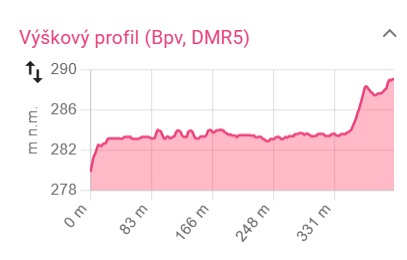 Výškový profil (Bpv, DMR5)
290
286
282
278
m n.m.
0 m
83 m
166 m
248 m
331 m